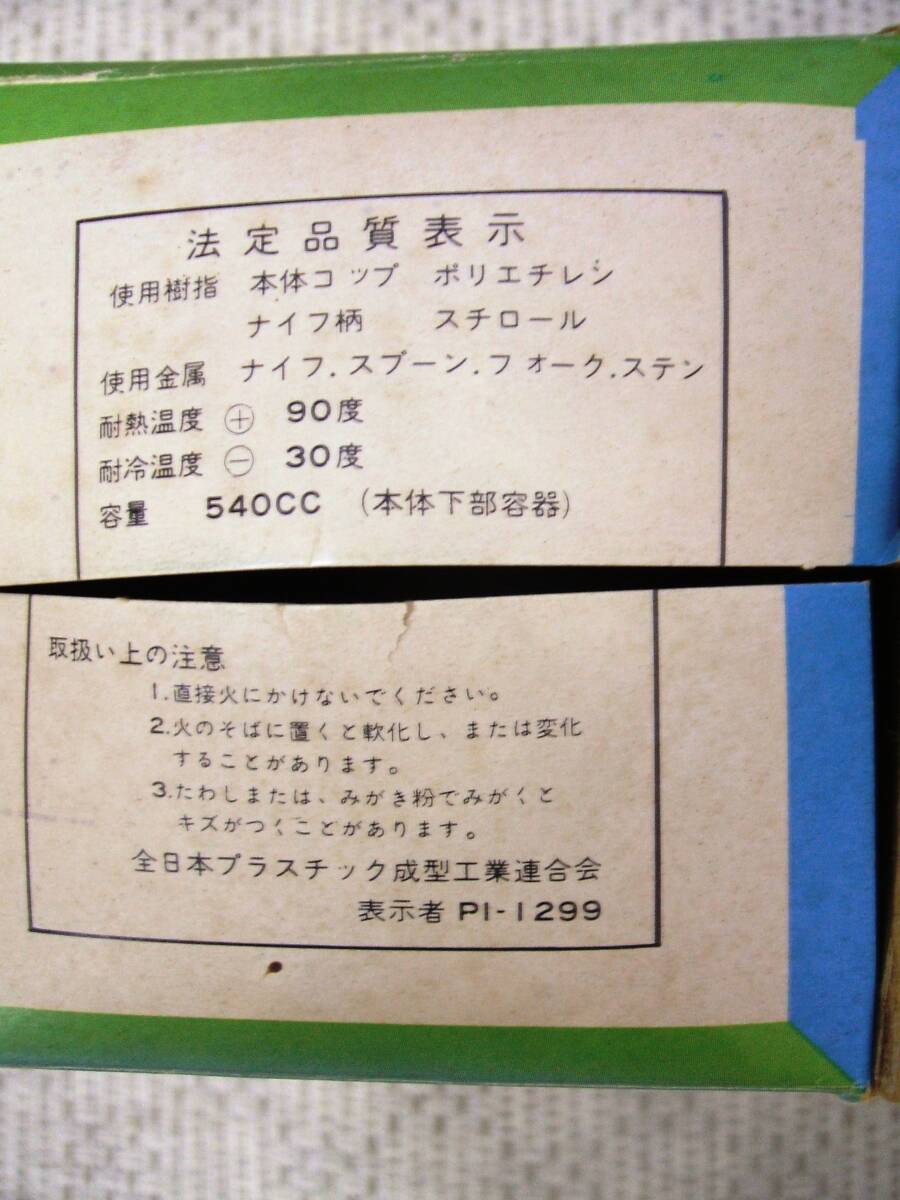 法定品質表示
使用樹指 本体コップ ポリエチレン
ナイフ柄 スチロール
使用金属 ナイフ.スプーン.フォーク.ステン
耐熱温度 ⊕ 90度
耐冷温度 ⊖ 30度
容量 540CC (本体下部容器)
取扱い上の注意
1.直接火にかけないでください。
2.火のそばに置くと軟化し、または変化
することがあります。
3.たわしまたは、みがき粉でみがくと
キズがつくことがあります。
全日本プラスチック成型工業連合会
表示者 PI-1299